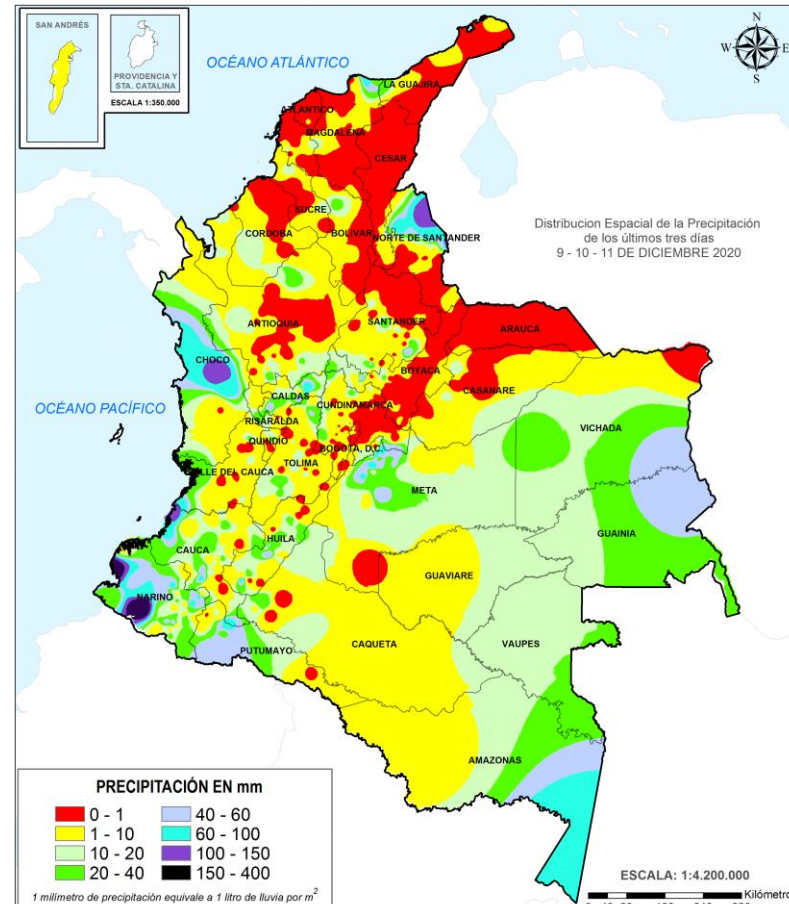 SAN ANDRÉS
PROVIDENCIA Y
STA. CATALINA
ESCALA 1:350.000
OCÉANO ATLÁNTICO
N
W
E
S
LA GUAJIRA
ATLANTICO
MAGDALENA
CESAR
SUCRE
CORDOBA
BOLIVAR
NORTE DE SANTANDER
Distribucion Espacial de la Precipitación
de los últimos tres días
9 - 10 - 11 DE DICIEMBRE 2020
ANTIOQUIA
SANTANDER
ARAUCA
CHOCO
BOYACA
CASANARE
OCÉANO PACÍFICO
CALDAS
CUNDINAMARCA
RISARALDA
QUINDIO
BOGOTA, D.C.
VICHADA
TOLIMA
VALLE DEL CAUCA
META
GUAINIA
HUILA
CAUCA
GUAVIARE
NARIÑO
CAQUETA
VAUPES
PUTUMAYO
AMAZONAS
PRECIPITACIÓN EN mm
0 - 1
40 - 60
1 - 10
60 - 100
10 - 20
100 - 150
20 - 40
150 - 400
1 milímetro de precipitación equivale a 1 litro de lluvia por m2
ESCALA: 1:4.200.000